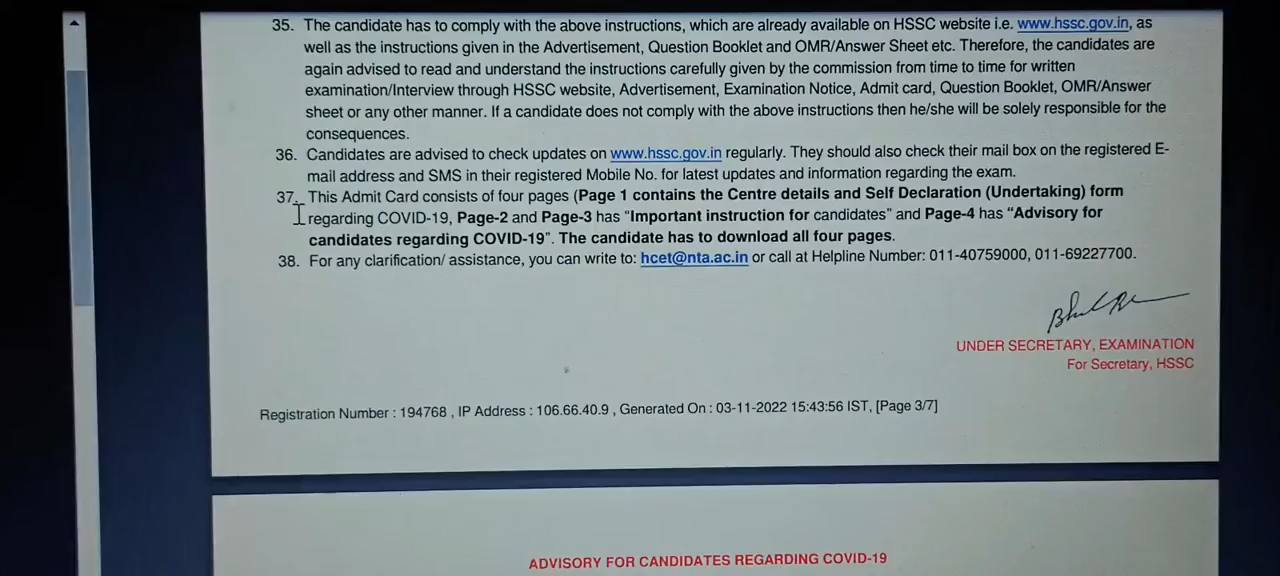 35. The candidate has to comply with the above instructions, which are already available on HSSC website i.e. www.hssc.gov.in, as
well as the instructions given in the Advertisement, Question Booklet and OMR/Answer Sheet etc. Therefore, the candidates are
again advised to read and understand the instructions carefully given by the commission from time to time for written
examination/Interview through HSSC website, Advertisement, Examination Notice, Admit card, Question Booklet, OMR/Answer
sheet or any other manner. If a candidate does not comply with the above instructions then he/she will be solely responsible for the
consequences.
36. Candidates are advised to check updates on www.hssc.gov.in regularly. They should also check their mail box on the registered E-
mail address and SMS in their registered Mobile No. for latest updates and information regarding the exam.
37. This Admit Card consists of four pages (Page 1 contains the Centre details and Self Declaration (Undertaking) form
regarding COVID-19, Page-2 and Page-3 has “Important instruction for candidates” and Page-4 has “Advisory for
candidates regarding COVID-19”. The candidate has to download all four pages.
38. For any clarification/ assistance, you can write to: hcet@nta.ac.in or call at Helpline Number: 011-40759000, 011-69227700.
UNDER SECRETARY, EXAMINATION
For Secretary, HSSC
Registration Number : 194768 , IP Address : 106.66.40.9 , Generated On : 03-11-2022 15:43:56 IST, [Page 3/7]
ADVISORY FOR CANDIDATES REGARDING COVID-19